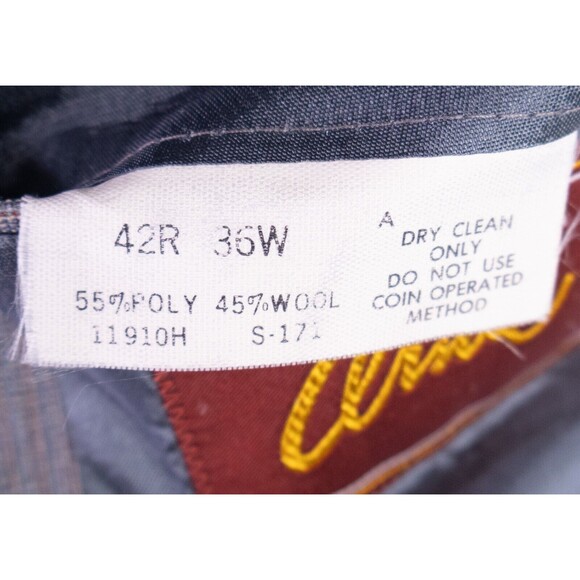 42R 36W
55%POLY 45%WOOL
11910H S-171
A
DRY CLEAN
ONLY
DO NOT USE
COIN OPERATED
METHOD